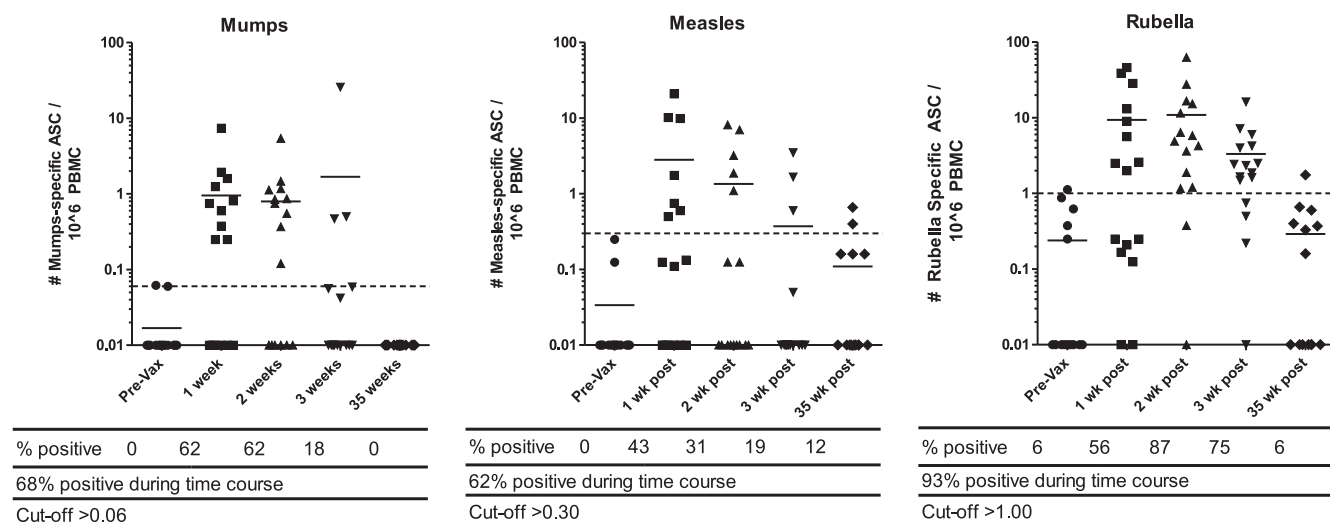 Mumps
# Mumps-specific ASC /
10^6 PBMC
100
10
1
0.1
0.01
Pre-Vax
1 week
2 weeks
3 weeks
35 weeks
% positive 0 62 62 18 0
68% positive during time course
Cut-off >0.06
Measles
# Measles-specific ASC /
10^6 PBMC
100
10
1
0.1
0.01
Pre-Vax
1 wk post
2 wk post
3 wk post
35 wk post
% positive 0 43 31 19 12
62% positive during time course
Cut-off >0.30
Rubella
# Rubella Specific ASC /
10^6 PBMC
100
10
1
0.1
0.01
Pre-Vax
1 wk post
2 wk post
3 wk post
35 wk post
% positive 6 56 87 75 6
93% positive during time course
Cut-off >1.00